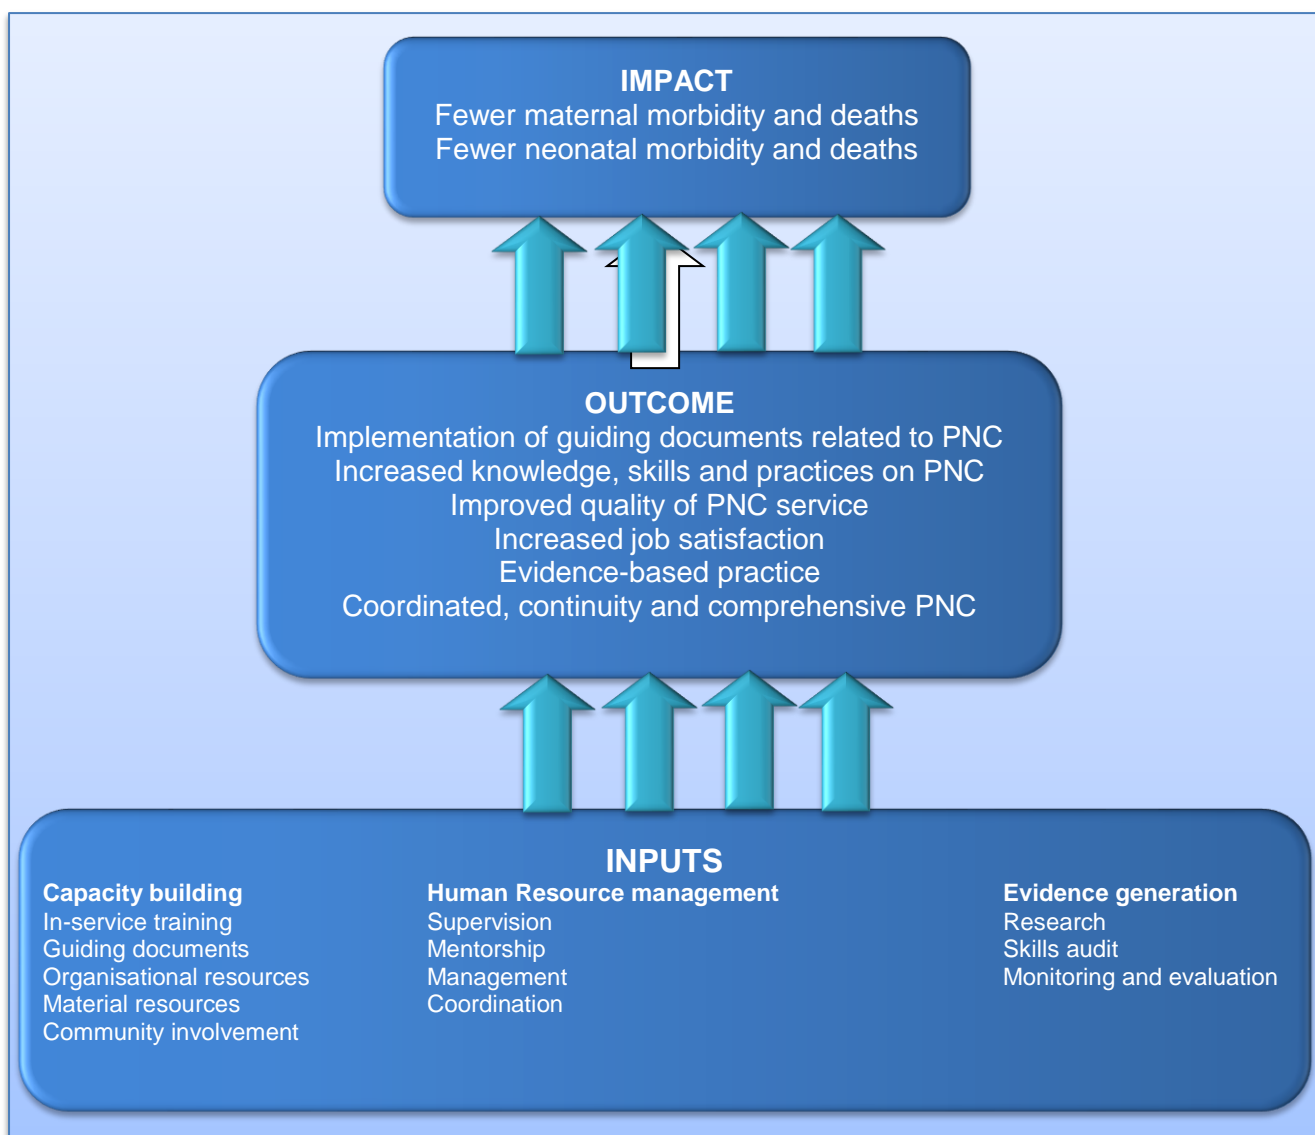 IMPACT
Fewer maternal morbidity and deaths
Fewer neonatal morbidity and deaths
OUTCOME
Implementation of guiding documents related to PNC
Increased knowledge, skills and practices on PNC
Improved quality of PNC service
Increased job satisfaction
Evidence-based practice
Coordinated, continuity and comprehensive PNC
INPUTS
Capacity building
In-service training
Guiding documents
Organisational resources
Material resources
Community involvement
Human Resource management
Supervision
Mentorship
Management
Coordination
Evidence generation
Research
Skills audit
Monitoring and evaluation